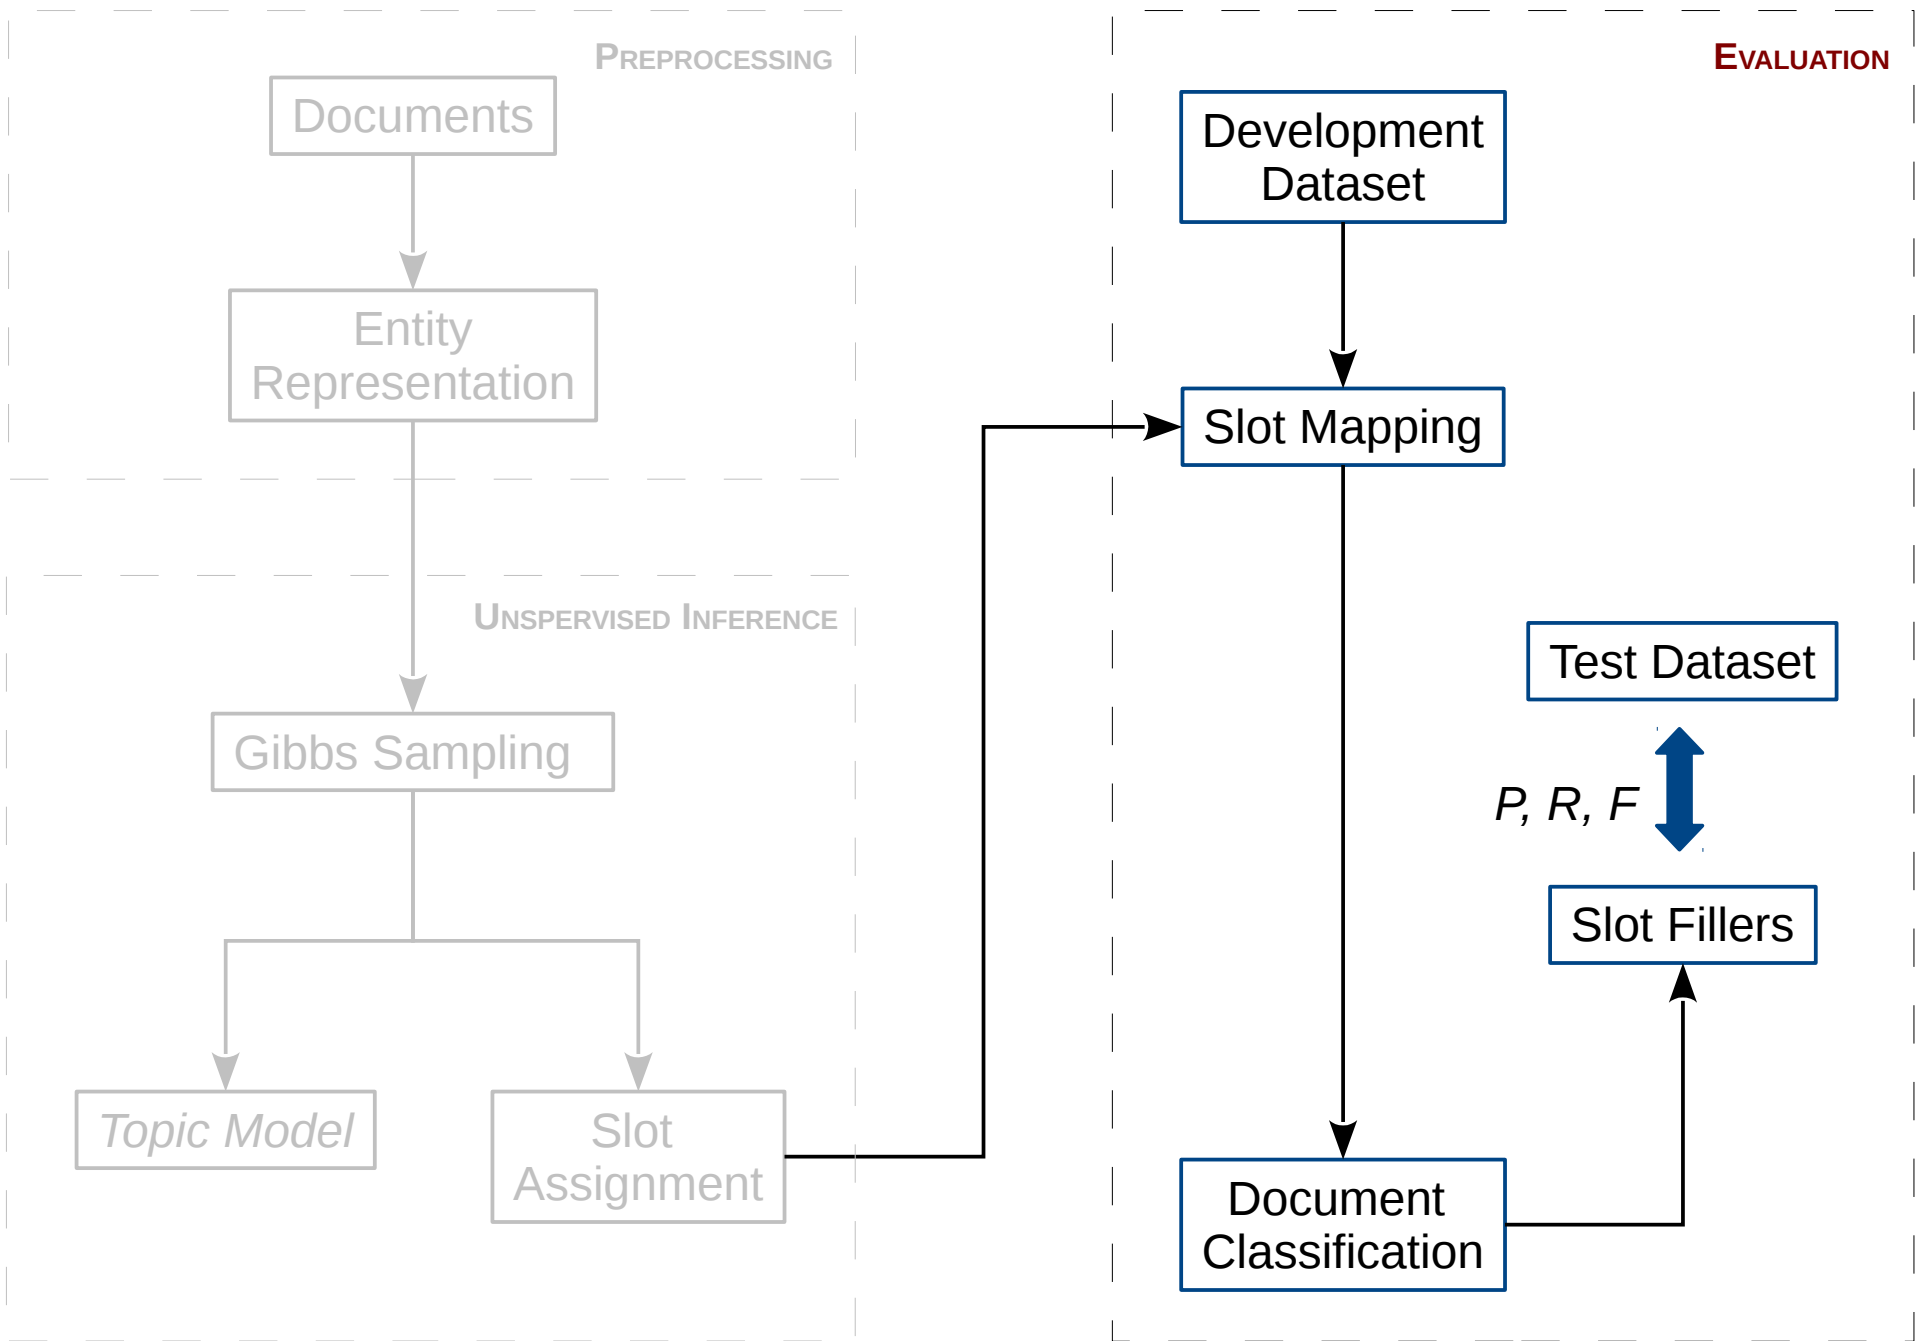 PREPROCESSING
Documents
Entity
Representation
UNSPERVISED INFERENCE
Gibbs Sampling
Topic Model
Slot
Assignment
EVALUATION
Development
Dataset
Slot Mapping
Test Dataset
P, R, F
Slot Fillers
Document
Classification